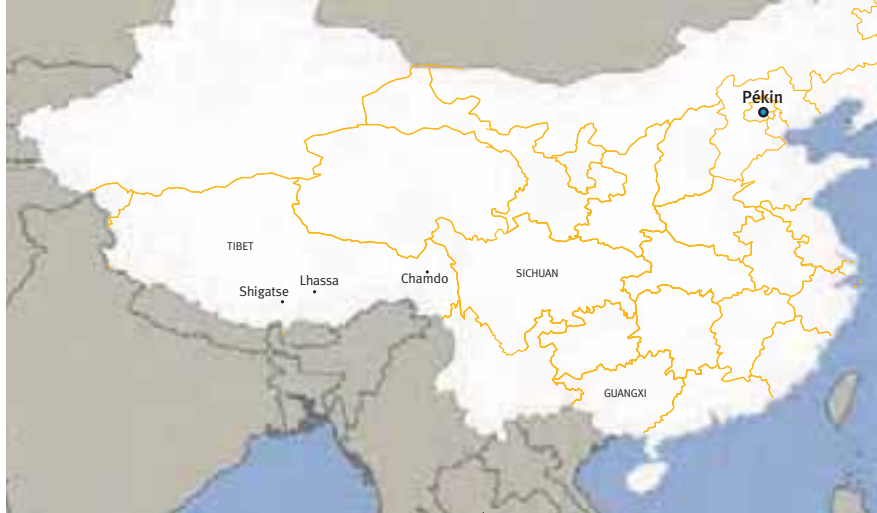 Pékin
TIBET
SICHUAN
Chamdo
Lhassa
Shigatse
GUANGXI